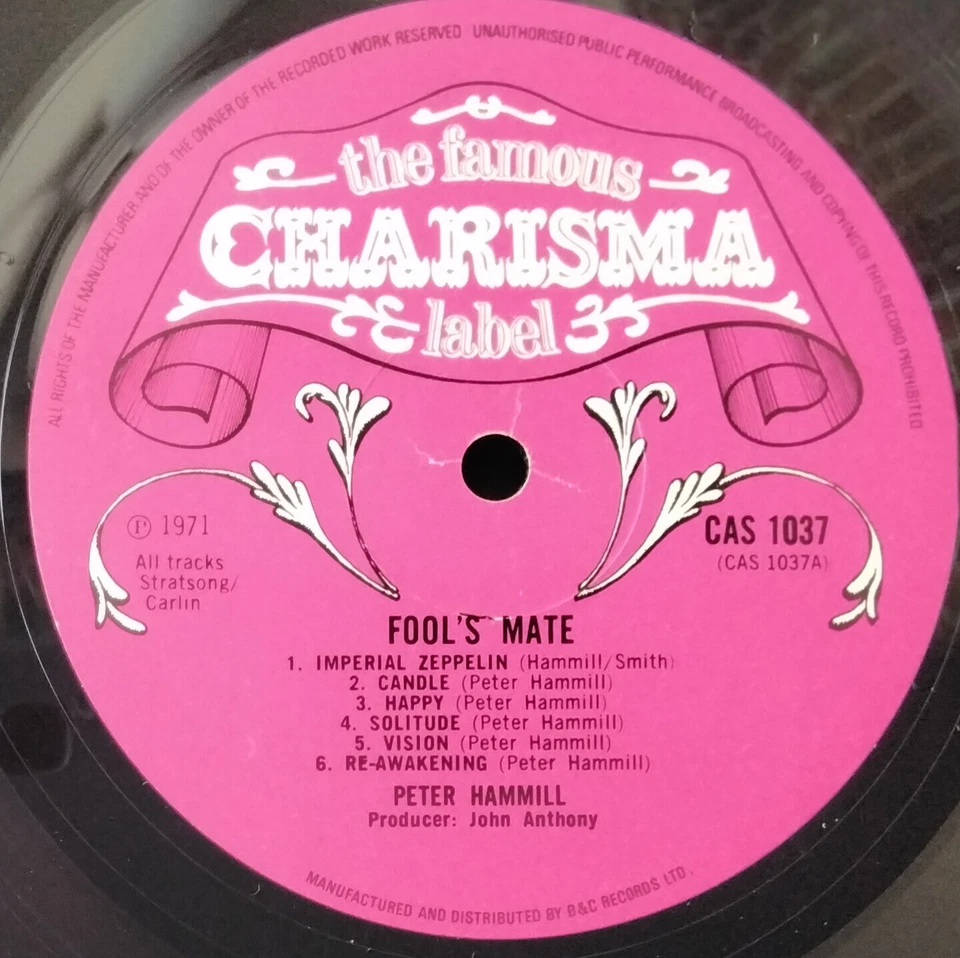 ALL RIGHTS OF THE MANUFACTURER AND OF THE OWNER OF THE RECORDED WORK RESERVED UNAUTHORISED PUBLIC PERFORMANCE BROADCASTING AND COPYING OF THIS RECORD PROHIBITED
the famous
CHARISMA
label
Ⓟ 1971
All tracks
Stratsong/
Carlin
CAS 1037
(CAS 1037A)
FOOL'S MATE
1. IMPERIAL ZEPPELIN (Hammill/Smith)
2. CANDLE (Peter Hammill)
3. HAPPY (Peter Hammill)
4. SOLITUDE (Peter Hammill)
5. VISION (Peter Hammill)
6. RE-AWAKENING (Peter Hammill)
PETER HAMMILL
Producer: John Anthony
MANUFACTURED AND DISTRIBUTED BY B&C RECORDS LTD.